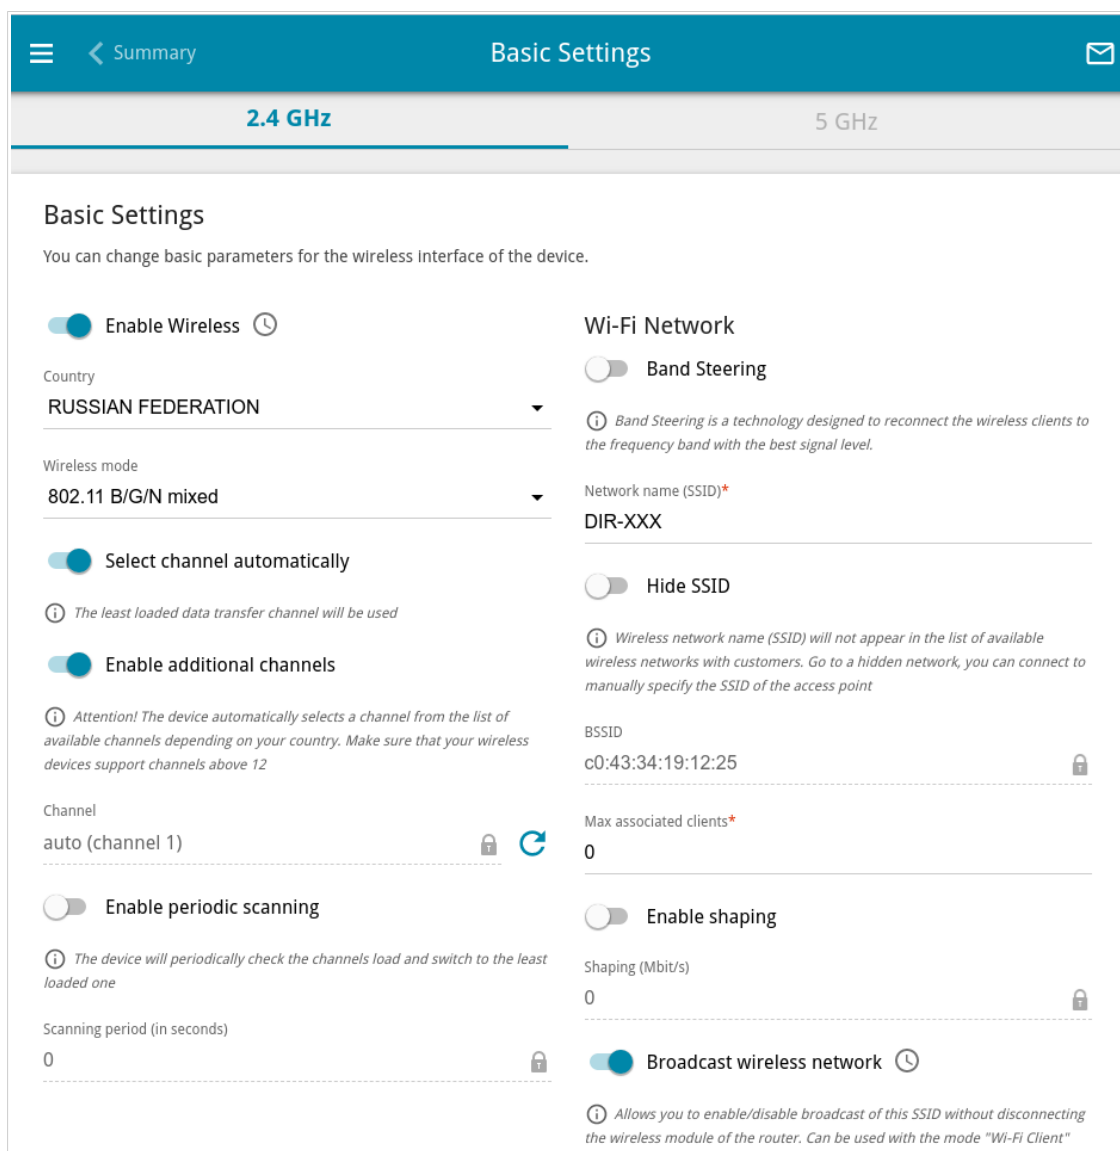 Summary
Basic Settings
2.4 GHz
5 GHz
Basic Settings
You can change basic parameters for the wireless interface of the device.
Enable Wireless
Country
RUSSIAN FEDERATION
Wireless mode
802.11 B/G/N mixed
Select channel automatically
The least loaded data transfer channel will be used
Enable additional channels
Attention! The device automatically selects a channel from the list of
available channels depending on your country. Make sure that your wireless
devices support channels above 12
Channel
auto (channel 1)
Enable periodic scanning
The device will periodically check the channels load and switch to the least
loaded one
Scanning period (in seconds)
0
Wi-Fi Network
Band Steering
Band Steering is a technology designed to reconnect the wireless clients to
the frequency band with the best signal level.
Network name (SSID)*
DIR-XXX
Hide SSID
Wireless network name (SSID) will not appear in the list of available
wireless networks with customers. Go to a hidden network, you can connect to
manually specify the SSID of the access point
BSSID
c0:43:34:19:12:25
Max associated clients*
0
Enable shaping
Shaping (Mbit/s)
0
Broadcast wireless network
Allows you to enable/disable broadcast of this SSID without disconnecting
the wireless module of the router. Can be used with the mode "Wi-Fi Client"